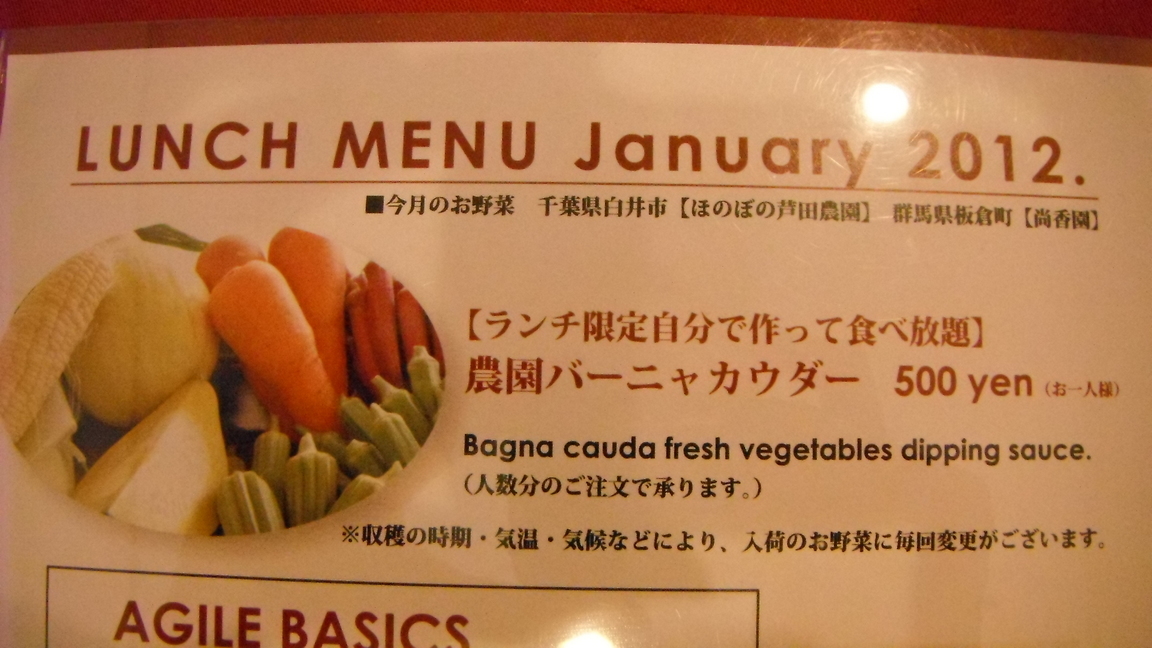 LUNCH MENU January 2012.
■今月のお野菜　千葉県白井市【ほのぼの芦田農園】　群馬県板倉町【尚香園】
【ランチ限定自分で作って食べ放題】
農園バーニャカウダー　500 yen（お一人様）
Bagna cauda fresh vegetables dipping sauce.
（人数分のご注文で承ります。）
※収穫の時期・気温・気候などにより、入荷のお野菜に毎回変更がございます。
AGILE BASICS